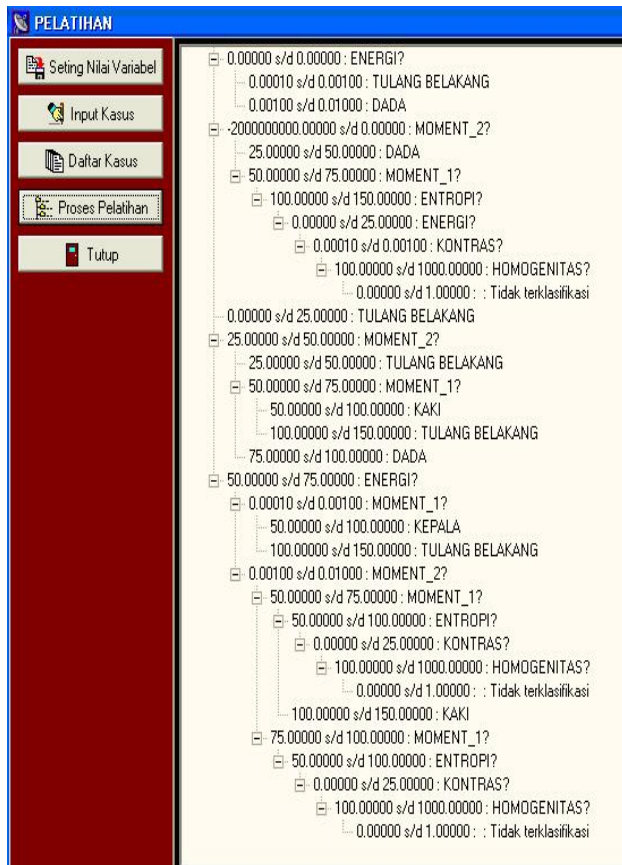 PELATIHAN
Seting Nilai Variabel
Input Kasus
Daftar Kasus
Proses Pelatihan
Tutup
0.00000 s/d 0.00000 : ENERGI?
0.00010 s/d 0.00100 : TULANG BELAKANG
0.00100 s/d 0.01000 : DADA
-2000000000.00000 s/d 0.00000 : MOMENT_2?
25.00000 s/d 50.00000 : DADA
50.00000 s/d 75.00000 : MOMENT_1?
100.00000 s/d 150.00000 : ENTROPI?
0.00000 s/d 25.00000 : ENERGI?
0.00010 s/d 0.00100 : KONTRAS?
100.00000 s/d 1000.00000 : HOMOGENITAS?
0.00000 s/d 1.00000 : : Tidak terklasifikasi
0.00000 s/d 25.00000 : TULANG BELAKANG
25.00000 s/d 50.00000 : MOMENT_2?
25.00000 s/d 50.00000 : TULANG BELAKANG
50.00000 s/d 75.00000 : MOMENT_1?
50.00000 s/d 100.00000 : KAKI
100.00000 s/d 150.00000 : TULANG BELAKANG
75.00000 s/d 100.00000 : DADA
50.00000 s/d 75.00000 : ENERGI?
0.00010 s/d 0.00100 : MOMENT_1?
50.00000 s/d 100.00000 : KEPALA
100.00000 s/d 150.00000 : TULANG BELAKANG
0.00100 s/d 0.01000 : MOMENT_2?
50.00000 s/d 75.00000 : MOMENT_1?
50.00000 s/d 100.00000 : ENTROPI?
0.00000 s/d 25.00000 : KONTRAS?
100.00000 s/d 1000.00000 : HOMOGENITAS?
0.00000 s/d 1.00000 : : Tidak terklasifikasi
100.00000 s/d 150.00000 : KAKI
75.00000 s/d 100.00000 : MOMENT_1?
50.00000 s/d 100.00000 : ENTROPI?
0.00000 s/d 25.00000 : KONTRAS?
100.00000 s/d 1000.00000 : HOMOGENITAS?
0.00000 s/d 1.00000 : : Tidak terklasifikasi